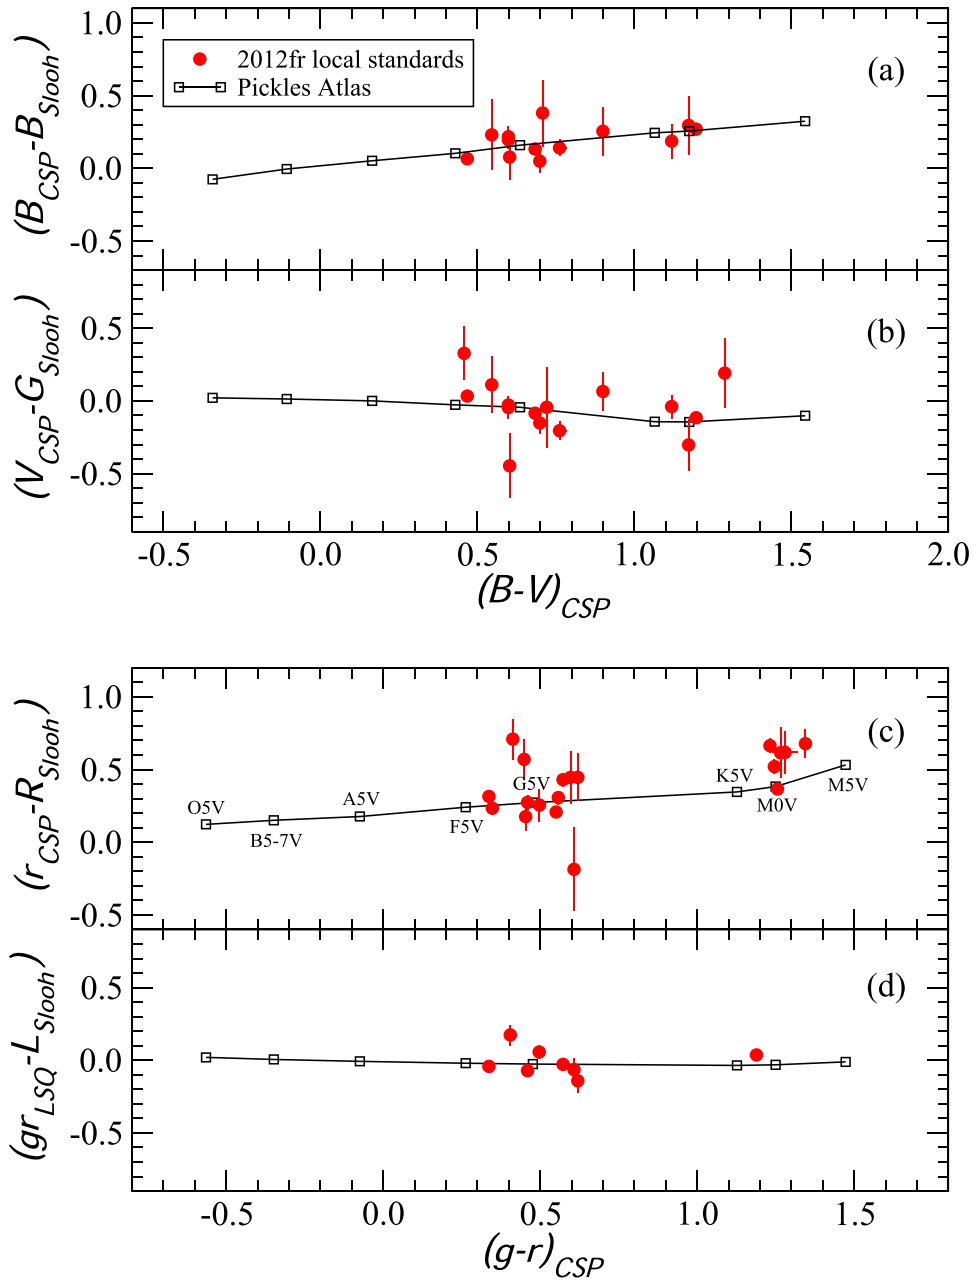 1.0
0.5
0.0
-0.5
(B_CSP-B_Slooh)
2012fr local standards
Pickles Atlas
(a)
0.5
0.0
-0.5
(V_CSP-G_Slooh)
(b)
-0.5 0.0 0.5 1.0 1.5 2.0
(B-V)_CSP
1.0
0.5
0.0
-0.5
(r_CSP-R_Slooh)
(c)
O5V
B5-7V
A5V
F5V
G5V
K5V
M0V
M5V
0.5
0.0
-0.5
(gr_LSQ-L_Slooh)
(d)
-0.5 0.0 0.5 1.0 1.5
(g-r)_CSP